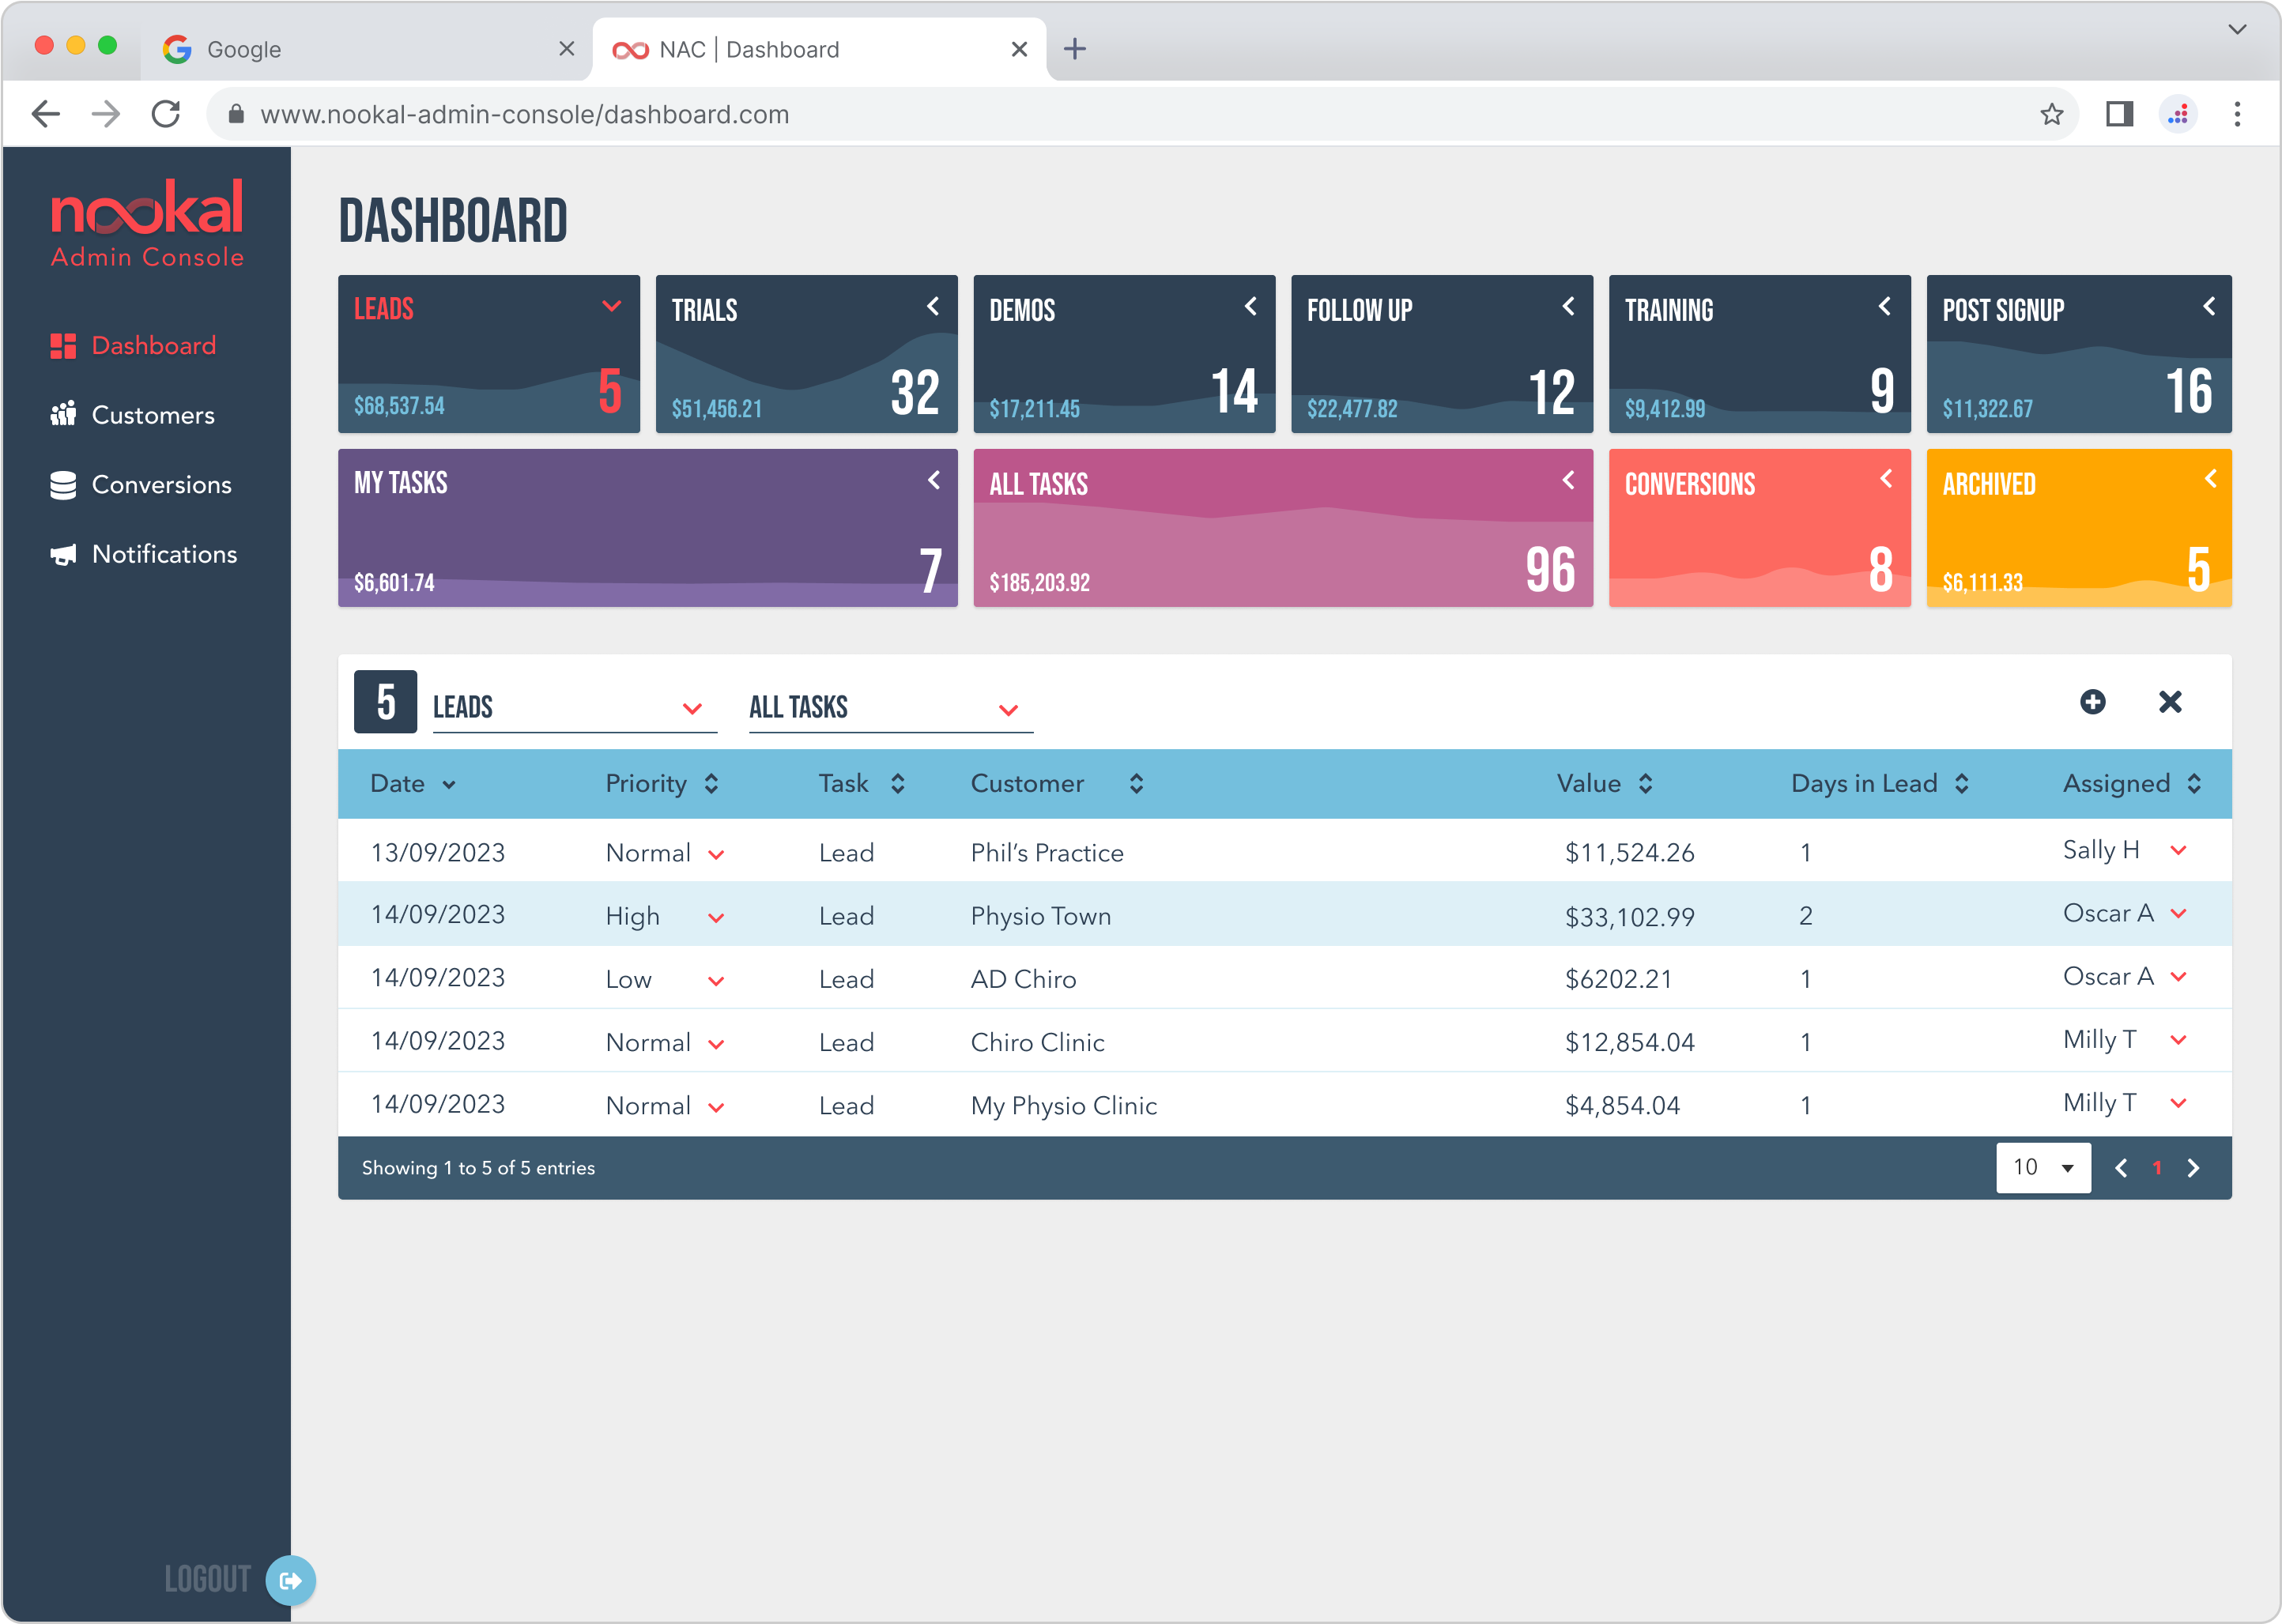 Google
NAC | Dashboard
www.nookal-admin-console/dashboard.com
nookal
Admin Console
Dashboard
Customers
Conversions
Notifications
LOGOUT
DASHBOARD
LEADS
$68,537.54
5
TRIALS
$51,456.21
32
DEMOS
$17,211.45
14
FOLLOW UP
$22,477.82
12
TRAINING
$9,412.99
9
POST SIGNUP
$11,322.67
16
MY TASKS
$6,601.74
7
ALL TASKS
$185,203.92
96
CONVERSIONS
8
ARCHIVED
$6,111.33
5
5 LEADS ALL TASKS
Date Priority Task Customer Value Days in Lead Assigned
13/09/2023 Normal Lead Phil’s Practice $11,524.26 1 Sally H
14/09/2023 High Lead Physio Town $33,102.99 2 Oscar A
14/09/2023 Low Lead AD Chiro $6202.21 1 Oscar A
14/09/2023 Normal Lead Chiro Clinic $12,854.04 1 Milly T
14/09/2023 Normal Lead My Physio Clinic $4,854.04 1 Milly T
Showing 1 to 5 of 5 entries 10 1